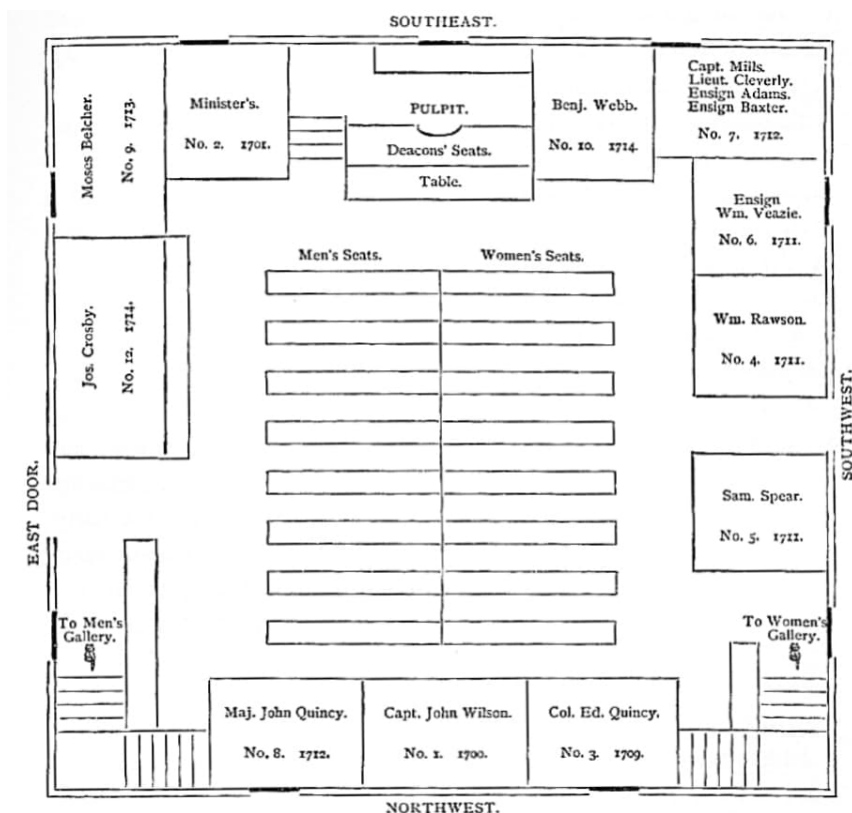 SOUTHEAST.
Moses Belcher.
No. 9. 1713.
Minister's.
No. 2. 1701.
PULPIT.
Deacons' Seats.
Table.
Benj. Webb.
No. 10. 1714.
Capt. Mills.
Lieut. Cleverly.
Ensign Adams.
Ensign Baxter.
No. 7. 1712.
Ensign
Wm. Veazie.
No. 6. 1711.
Men's Seats.
Women's Seats.
Jos. Crosby.
No. 12. 1714.
Wm. Rawson.
No. 4. 1711.
SOUTHWEST.
EAST DOOR.
Sam. Spear.
No. 5. 1711.
To Men's
Gallery.
To Women's
Gallery.
Maj. John Quincy.
No. 8. 1712.
Capt. John Wilson.
No. 1. 1700.
Col. Ed. Quincy.
No. 3. 1709.
NORTHWEST.